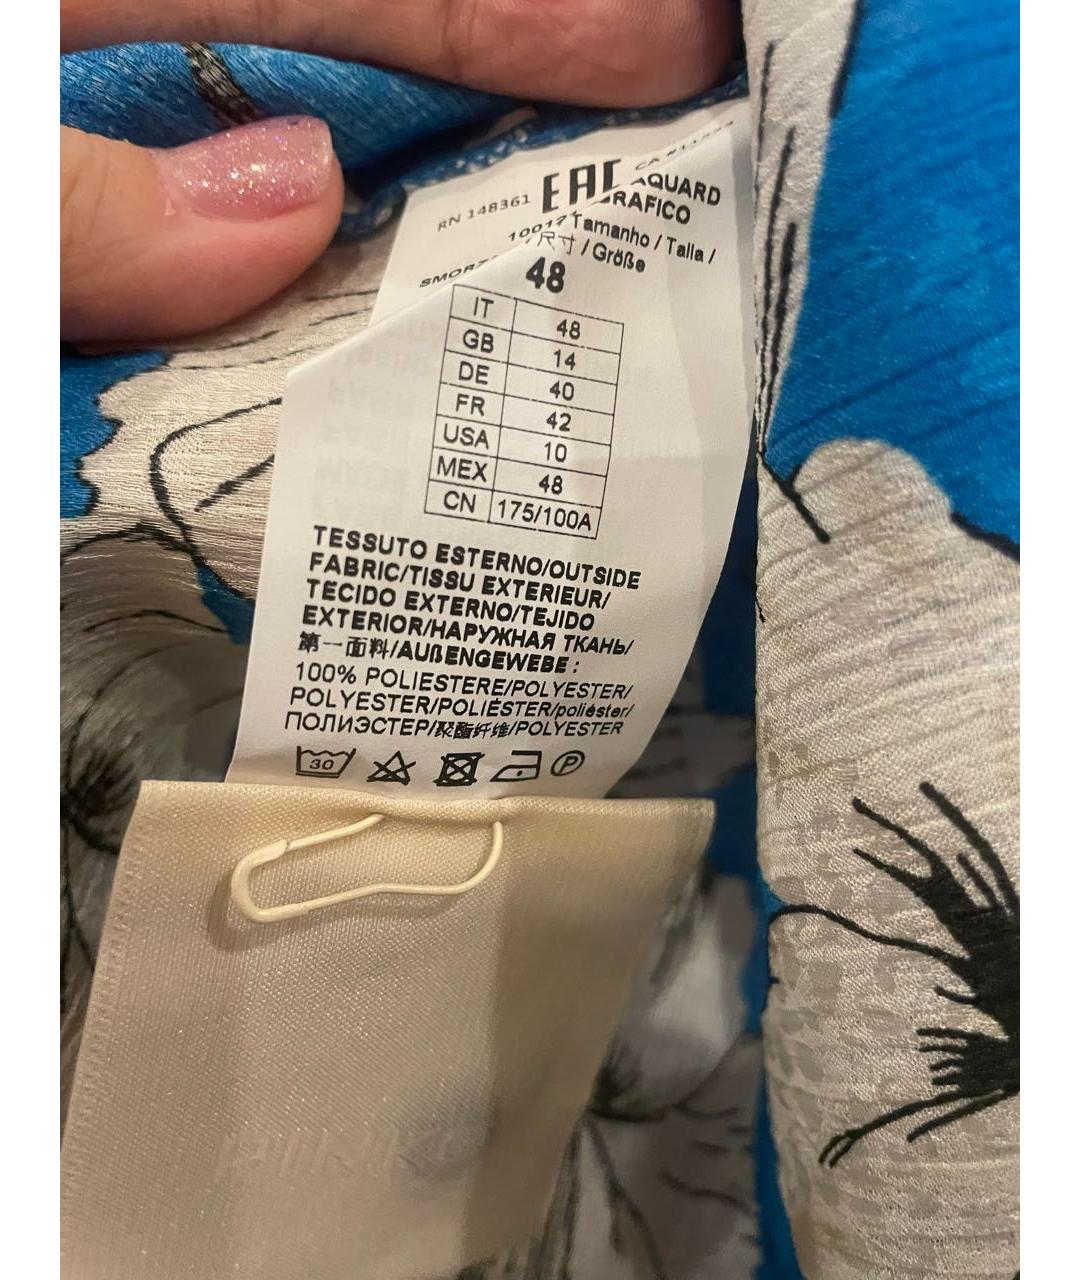 RN 148361 EAC CA
AQUARD
GRAFICO
10017 Tamanho / Talla /
SMORZ / 尺寸 / Größe
48
IT 48
GB 14
DE 40
FR 42
USA 10
MEX 48
CN 175/100A
TESSUTO ESTERNO/OUTSIDE
FABRIC/TISSU EXTERIEUR/
TECIDO EXTERNO/TEJIDO
EXTERIOR/НАРУЖНАЯ ТКАНЬ/
第一面料/AUßENGEWEBE :
100% POLIESTERE/POLYESTER/
POLYESTER/POLIÉSTER/poliéster/
ПОЛИЭСТЕР/聚酯纤维/POLYESTER
30 P